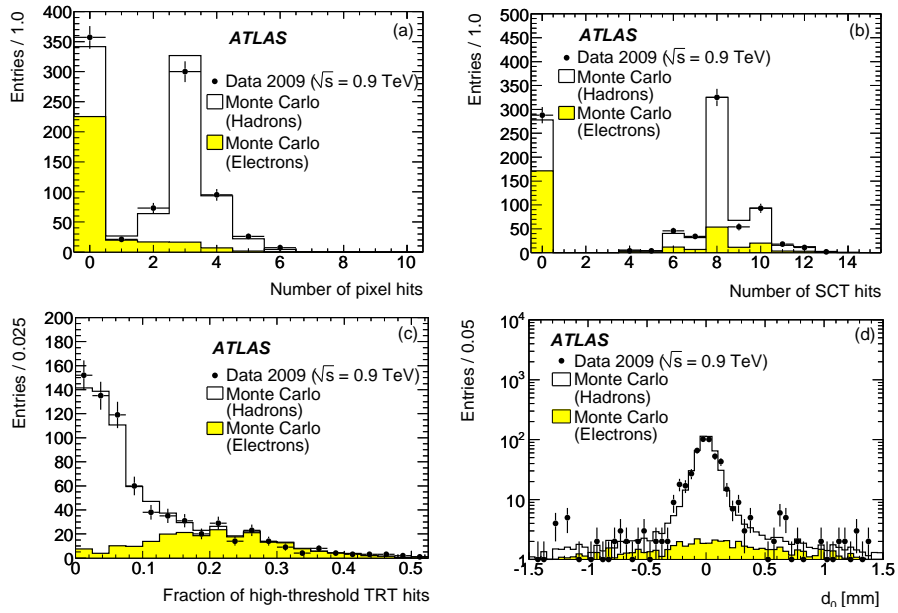 (a)
ATLAS
Data 2009 (√s = 0.9 TeV)
Monte Carlo
(Hadrons)
Monte Carlo
(Electrons)
Entries / 1.0
400
350
300
250
200
150
100
50
0
0 2 4 6 8 10
Number of pixel hits
(b)
ATLAS
Data 2009 (√s = 0.9 TeV)
Monte Carlo
(Hadrons)
Monte Carlo
(Electrons)
Entries / 1.0
500
450
400
350
300
250
200
150
100
50
0
0 2 4 6 8 10 12 14
Number of SCT hits
(c)
ATLAS
Data 2009 (√s = 0.9 TeV)
Monte Carlo
(Hadrons)
Monte Carlo
(Electrons)
Entries / 0.025
200
180
160
140
120
100
80
60
40
20
0
0 0.1 0.2 0.3 0.4 0.5
Fraction of high-threshold TRT hits
(d)
ATLAS
Data 2009 (√s = 0.9 TeV)
Monte Carlo
(Hadrons)
Monte Carlo
(Electrons)
Entries / 0.05
10⁴
10³
10²
10
1
-1.5 -1 -0.5 0 0.5 1 1.5
d₀ [mm]